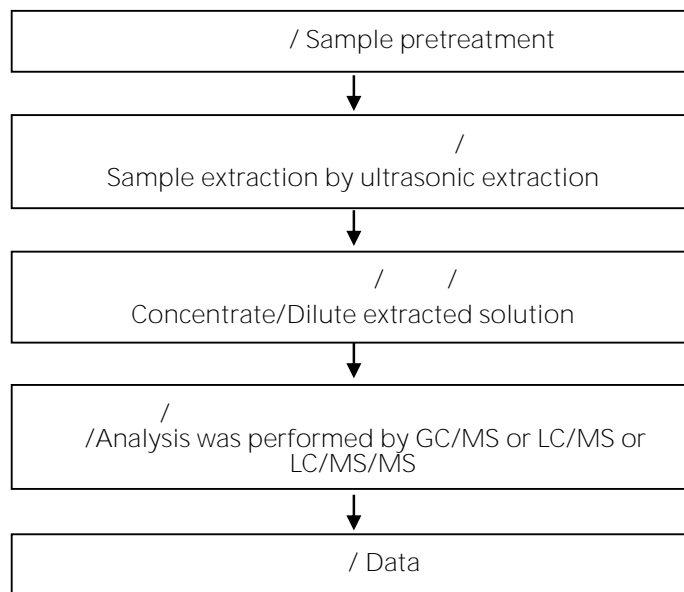 / Sample pretreatment
/
Sample extraction by ultrasonic extraction
/ /
Concentrate/Dilute extracted solution
/
/Analysis was performed by GC/MS or LC/MS or
LC/MS/MS
/ Data